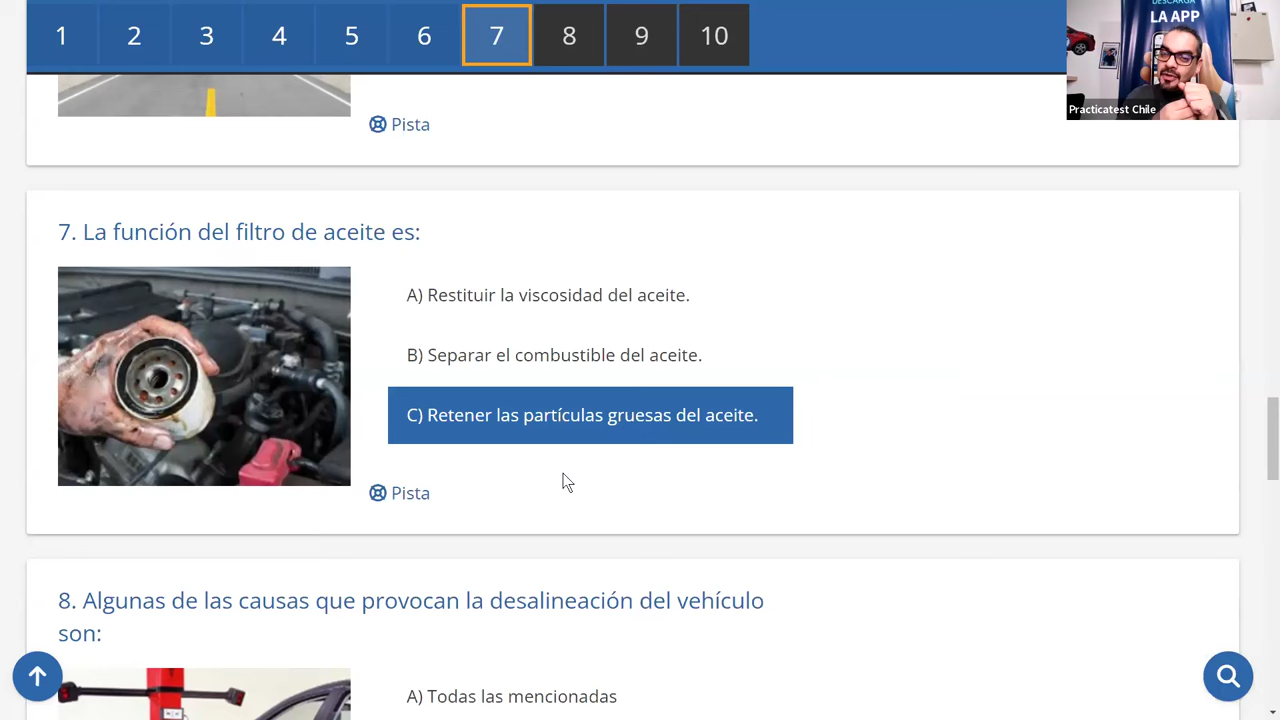 1 2 3 4 5 6 7 8 9 10
DESCARGA
LA APP
Practicatest Chile
Pista
7. La función del filtro de aceite es:
A) Restituir la viscosidad del aceite.
B) Separar el combustible del aceite.
C) Retener las partículas gruesas del aceite.
Pista
8. Algunas de las causas que provocan la desalineación del vehículo
son:
A) Todas las mencionadas